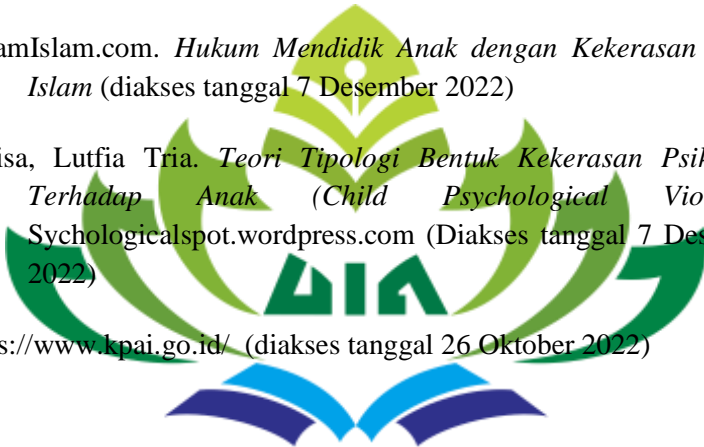 amIslam.com. Hukum Mendidik Anak dengan Kekerasan
Islam (diakses tanggal 7 Desember 2022)
isa, Lutfia Tria. Teori Tipologi Bentuk Kekerasan Psik
Terhadap Anak (Child Psychological Vio
Sychologicalspot.wordpress.com (Diakses tanggal 7 Des
2022)
UIN
s://www.kpai.go.id/ (diakses tanggal 26 Oktober 2022)